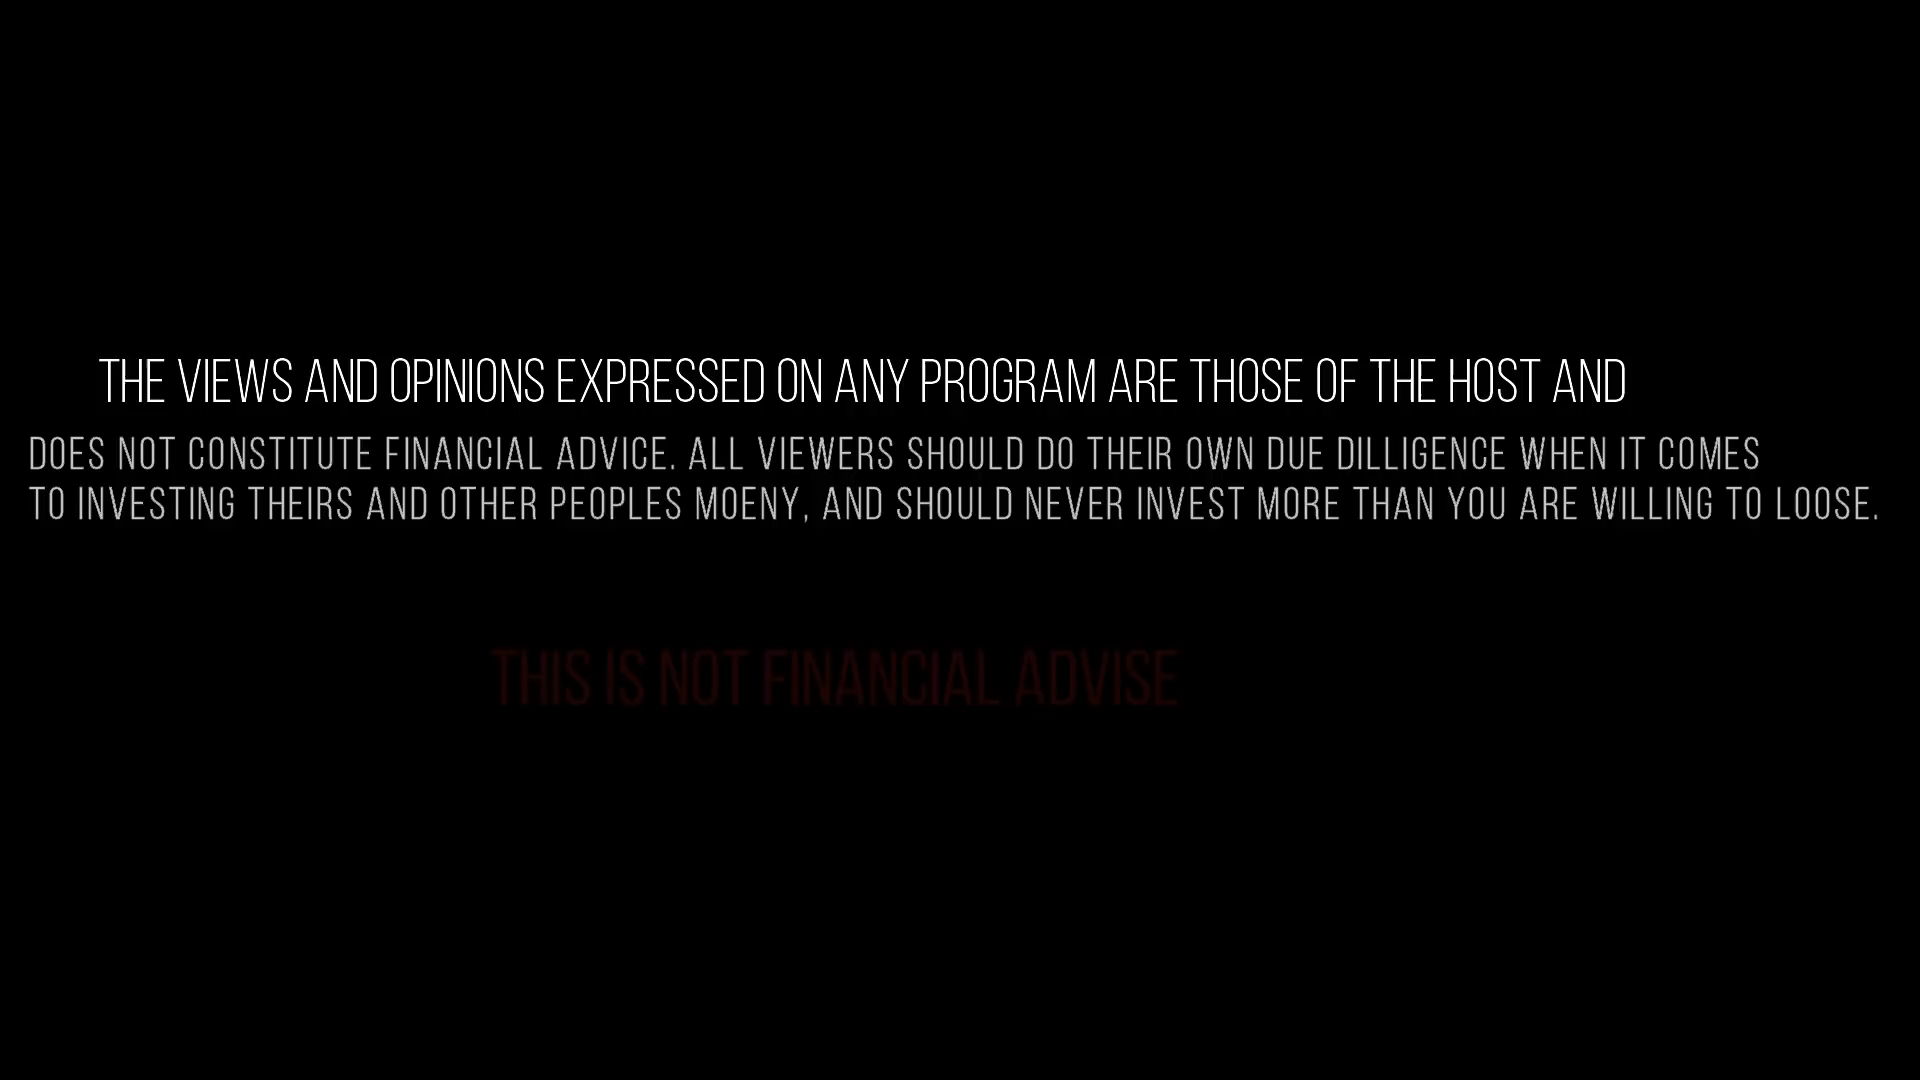 THE VIEWS AND OPINIONS EXPRESSED ON ANY PROGRAM ARE THOSE OF THE HOST AND
DOES NOT CONSTITUTE FINANCIAL ADVICE. ALL VIEWERS SHOULD DO THEIR OWN DUE DILLIGENCE WHEN IT COMES
TO INVESTING THEIRS AND OTHER PEOPLES MOENY, AND SHOULD NEVER INVEST MORE THAN YOU ARE WILLING TO LOOSE.
THIS IS NOT FINANCIAL ADVISE